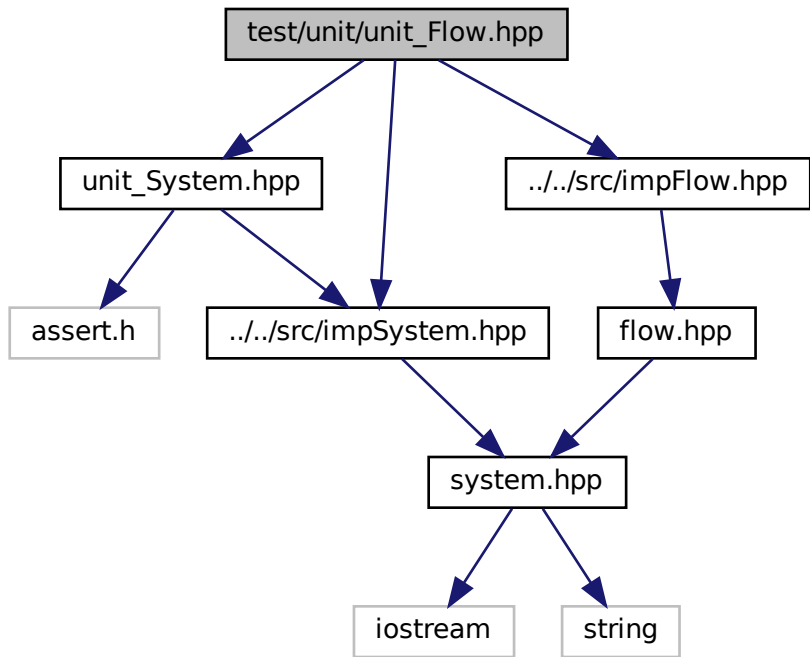 test/unit/unit_Flow.hpp
unit_System.hpp
../../src/impFlow.hpp
assert.h
../../src/impSystem.hpp
flow.hpp
system.hpp
iostream
string